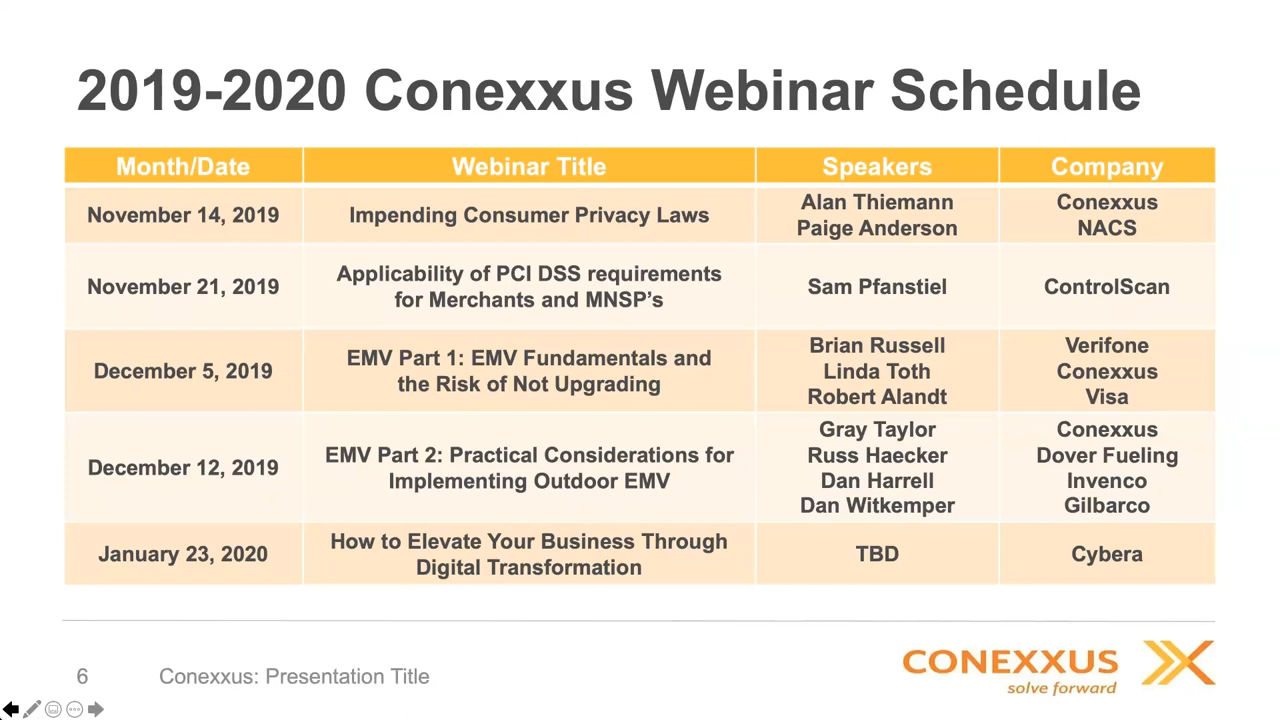 2019-2020 Conexxus Webinar Schedule
Month/Date Webinar Title Speakers Company
November 14, 2019
Impending Consumer Privacy Laws
Alan Thiemann
Paige Anderson
Conexxus
NACS
November 21, 2019
Applicability of PCI DSS requirements
for Merchants and MNSP's
Sam Pfanstiel
ControlScan
December 5, 2019
EMV Part 1: EMV Fundamentals and
the Risk of Not Upgrading
Brian Russell
Linda Toth
Robert Alandt
Verifone
Conexxus
Visa
December 12, 2019
EMV Part 2: Practical Considerations for
Implementing Outdoor EMV
Gray Taylor
Russ Haecker
Dan Harrell
Dan Witkemper
Conexxus
Dover Fueling
Invenco
Gilbarco
January 23, 2020
How to Elevate Your Business Through
Digital Transformation
TBD
Cybera
6 Conexxus: Presentation Title
CONEXXUS
solve forward